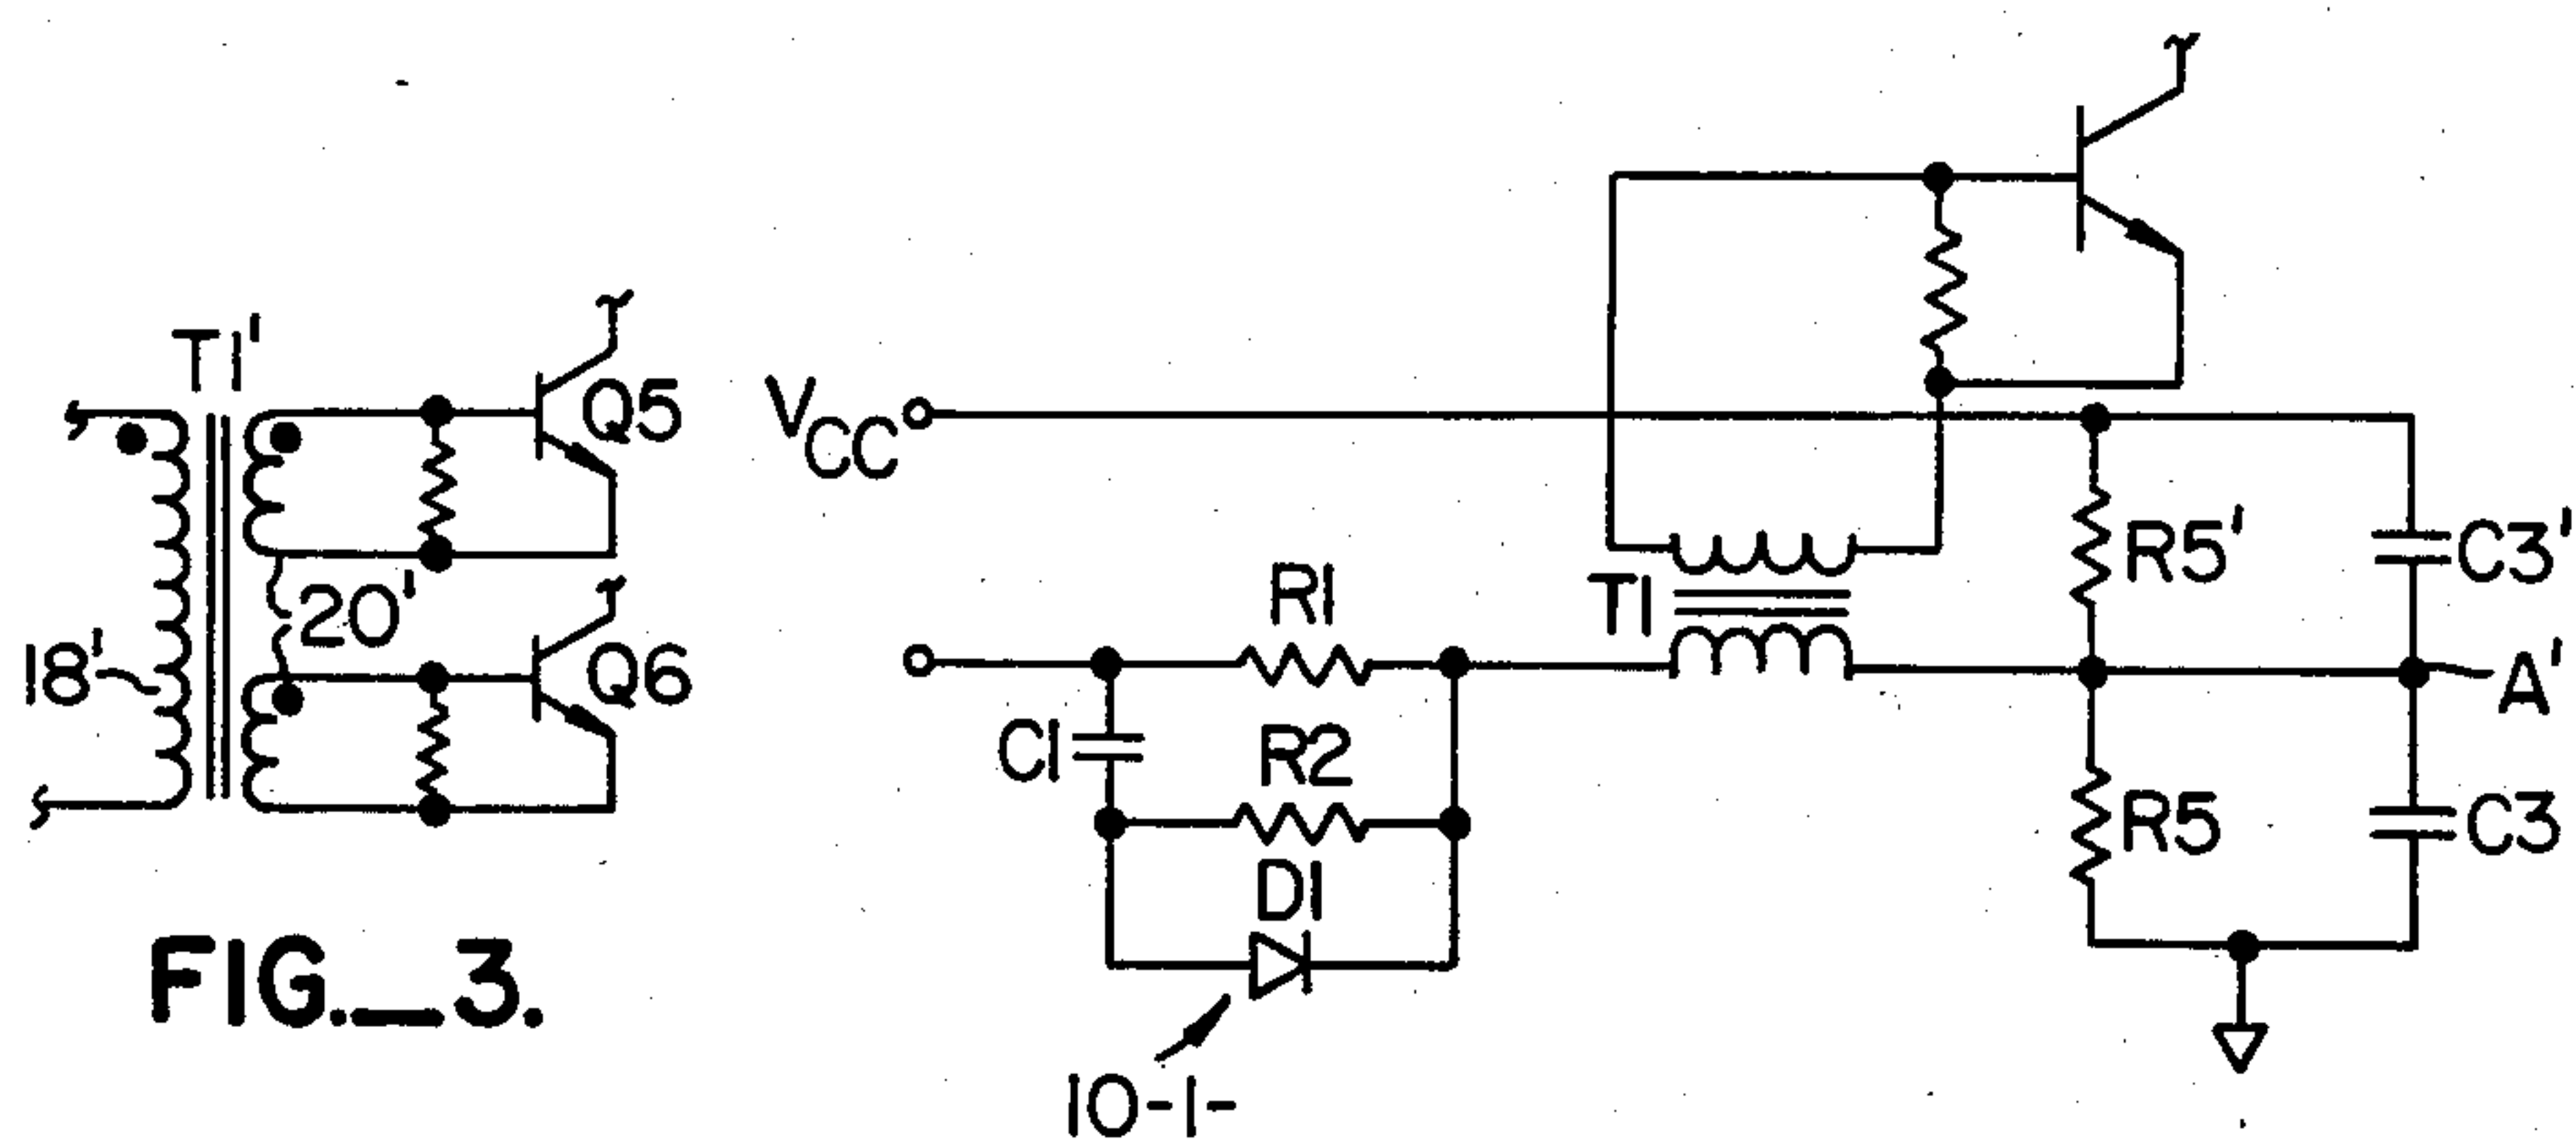 T1'
Q5
20'
18'
Q6
FIG._3.
VCC
R1
C1
R2
D1
10-1-
T1
R5'
C3'
A'
R5
C3